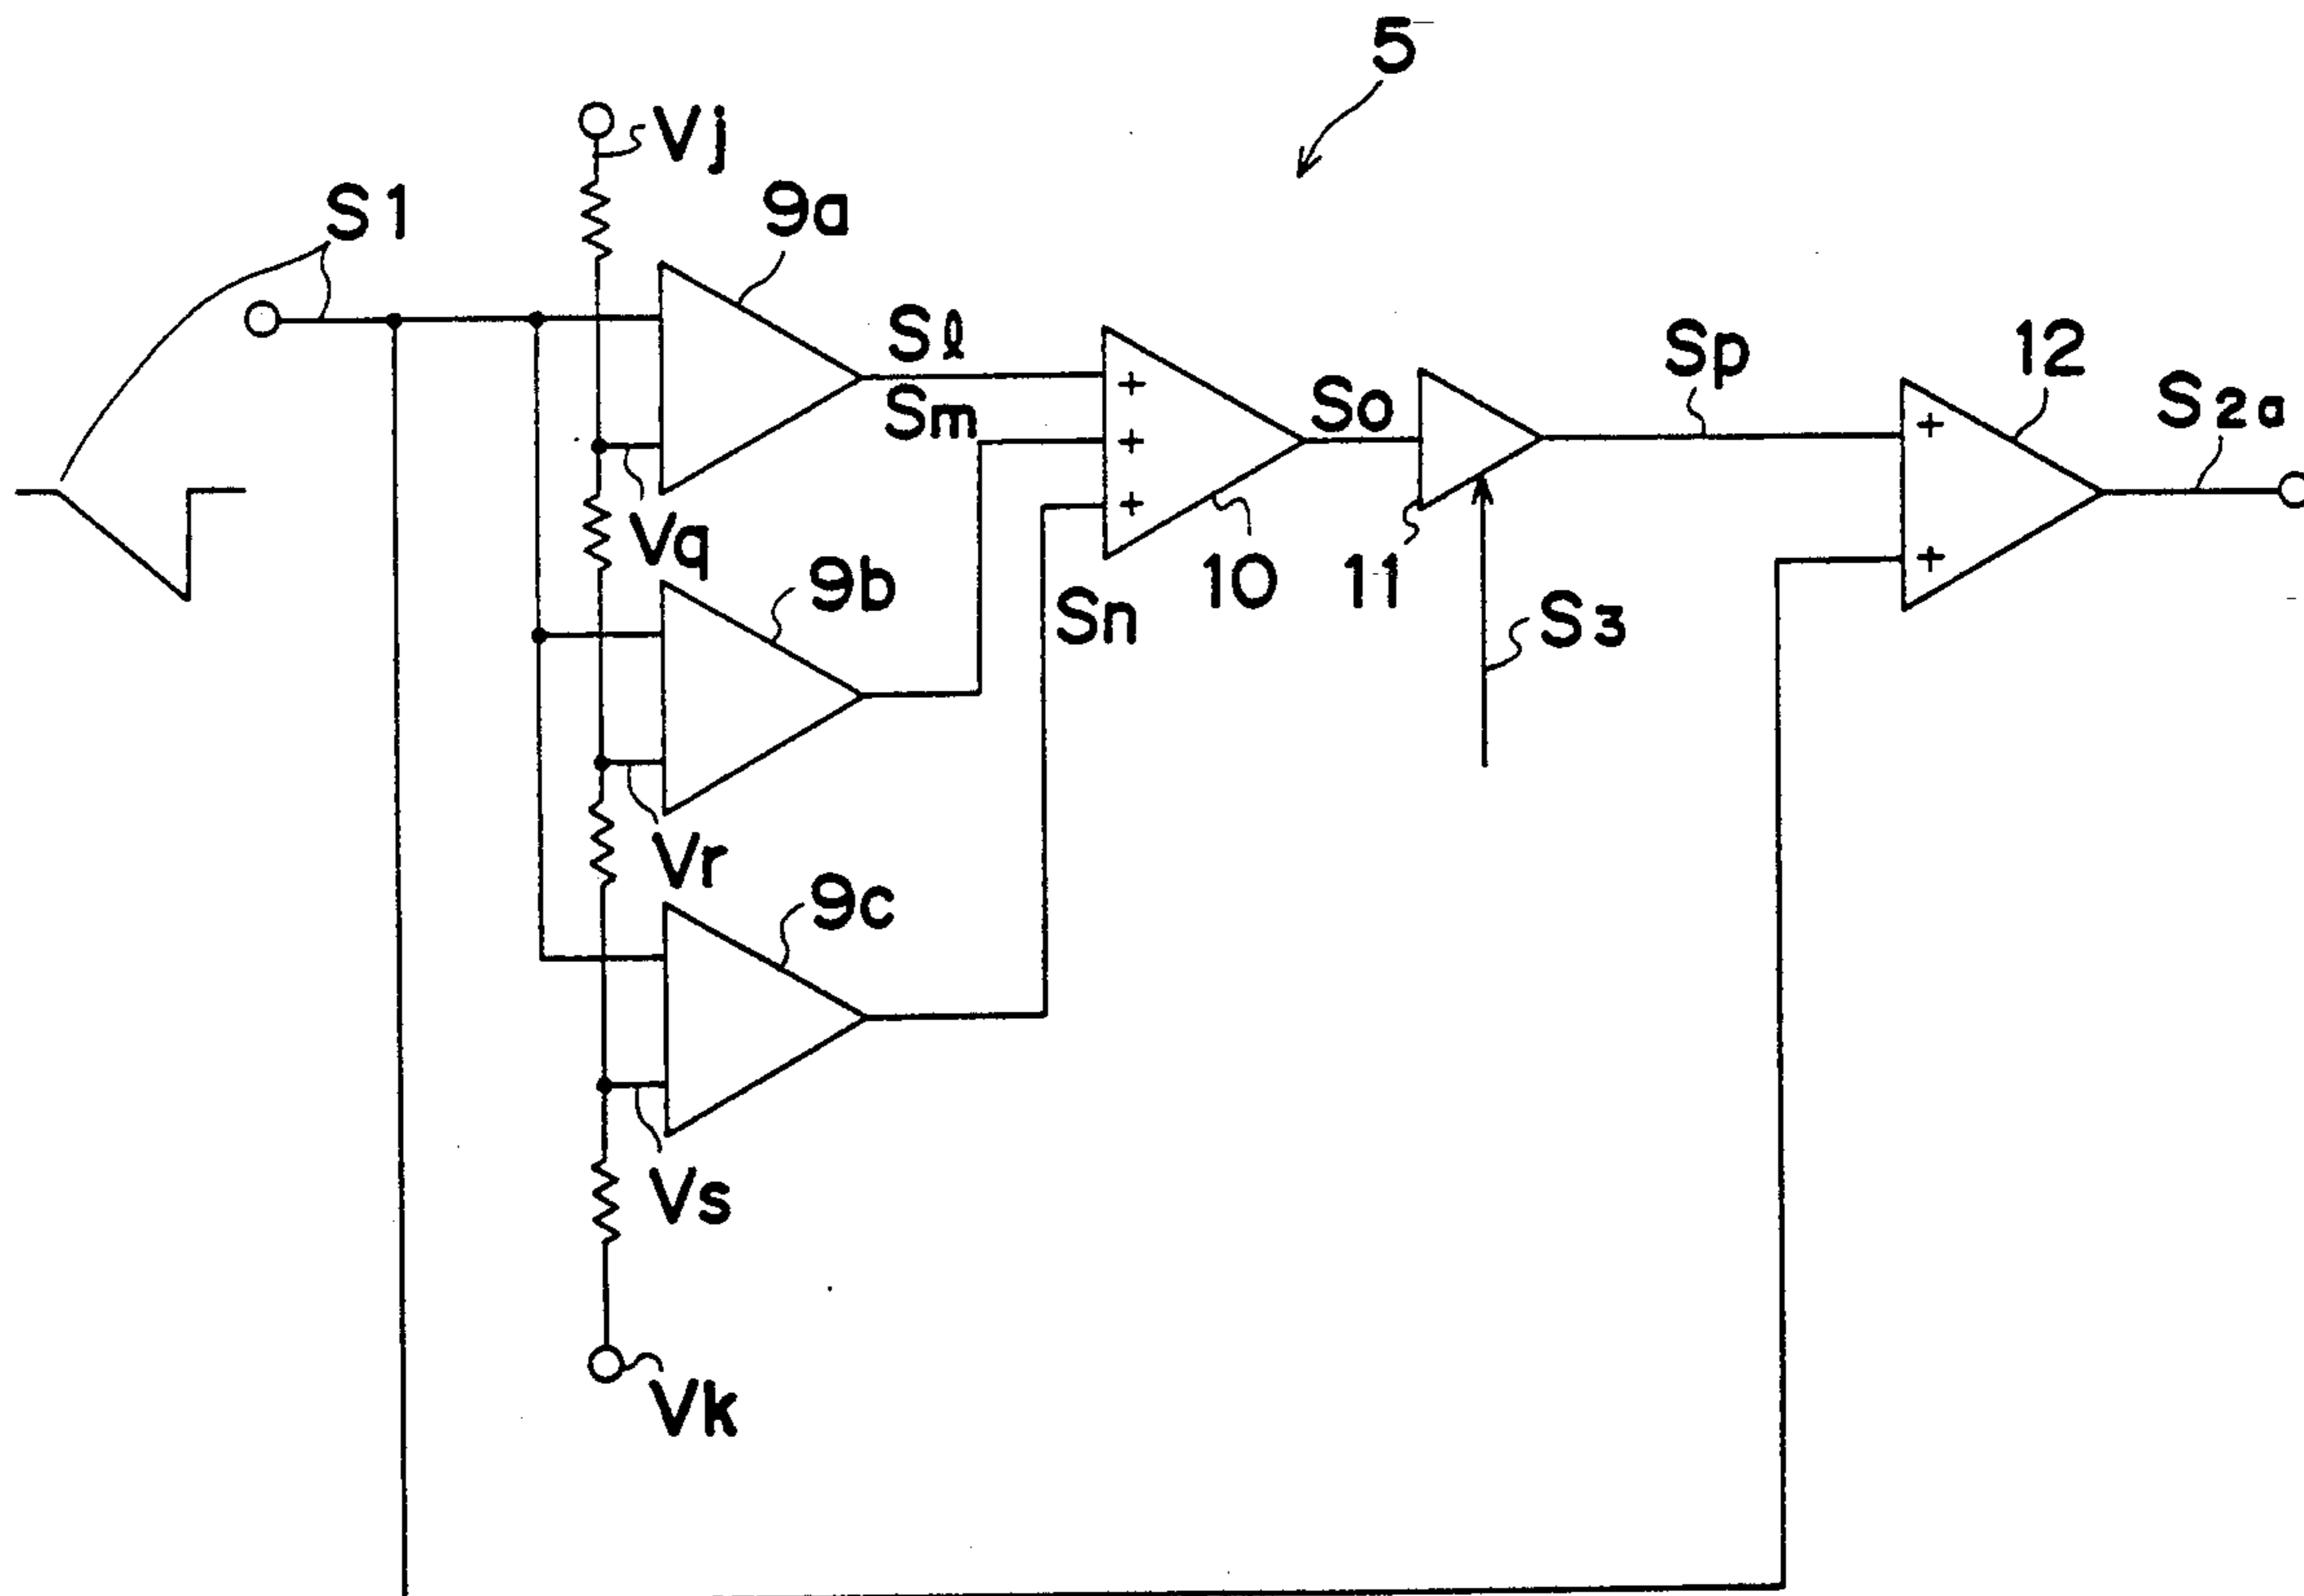 5
Vj
S1
9a
Sℓ
Sm
So
Sp
12
S2a
+
+
+
+
+
Vq
9b
10
11
Sn
S3
Vr
9c
Vs
Vk